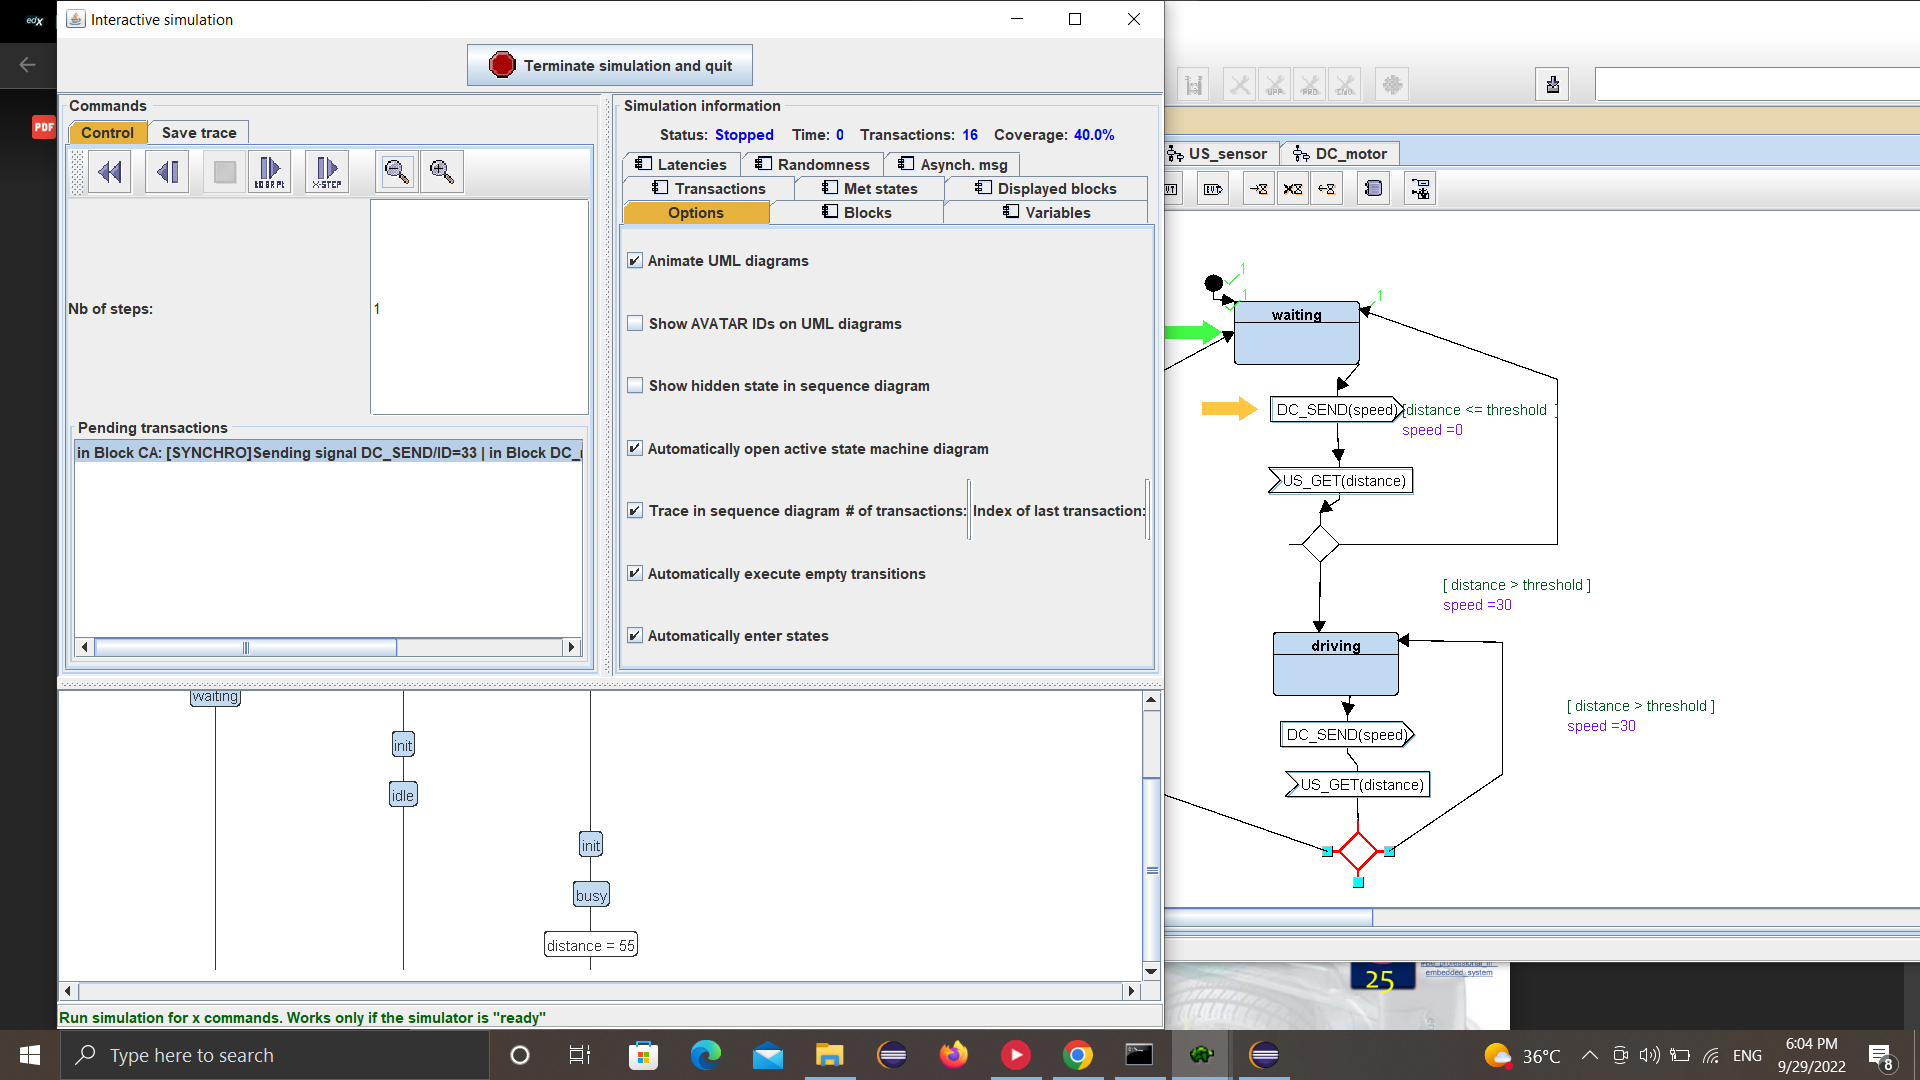 edX
Interactive simulation
Terminate simulation and quit
PDF
Commands
Control
Save trace
X-STEP
Nb of steps:
1
Pending transactions
in Block CA: [SYNCHRO]Sending signal DC_SEND/ID=33 | in Block DC_
Simulation information
Status: Stopped Time: 0 Transactions: 16 Coverage: 40.0%
Latencies
Randomness
Asynch. msg
Transactions
Met states
Displayed blocks
Options
Blocks
Variables
Animate UML diagrams
Show AVATAR IDs on UML diagrams
Show hidden state in sequence diagram
Automatically open active state machine diagram
Trace in sequence diagram # of transactions: Index of last transaction:
Automatically execute empty transitions
Automatically enter states
waiting
init
idle
init
busy
distance = 55
Run simulation for x commands. Works only if the simulator is "ready"
US_sensor
DC_motor
1
1
1
waiting
DC_SEND(speed)
[distance <= threshold
speed =0
US_GET(distance)
[ distance > threshold ]
speed =30
driving
[ distance > threshold ]
speed =30
DC_SEND(speed)
US_GET(distance)
25
embedded_system
Type here to search
36°C
ENG
6:04 PM
9/29/2022
8